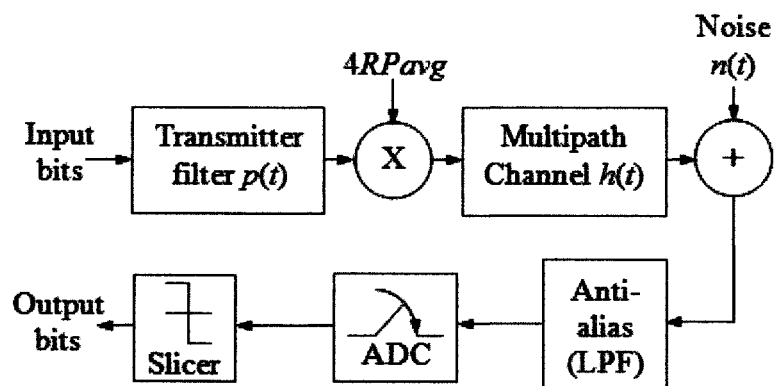 Noise
n(t)
4RPavg
Input
bits
Transmitter
filter p(t)
X
Multipath
Channel h(t)
+
Output
bits
Slicer
ADC
Anti-
alias
(LPF)